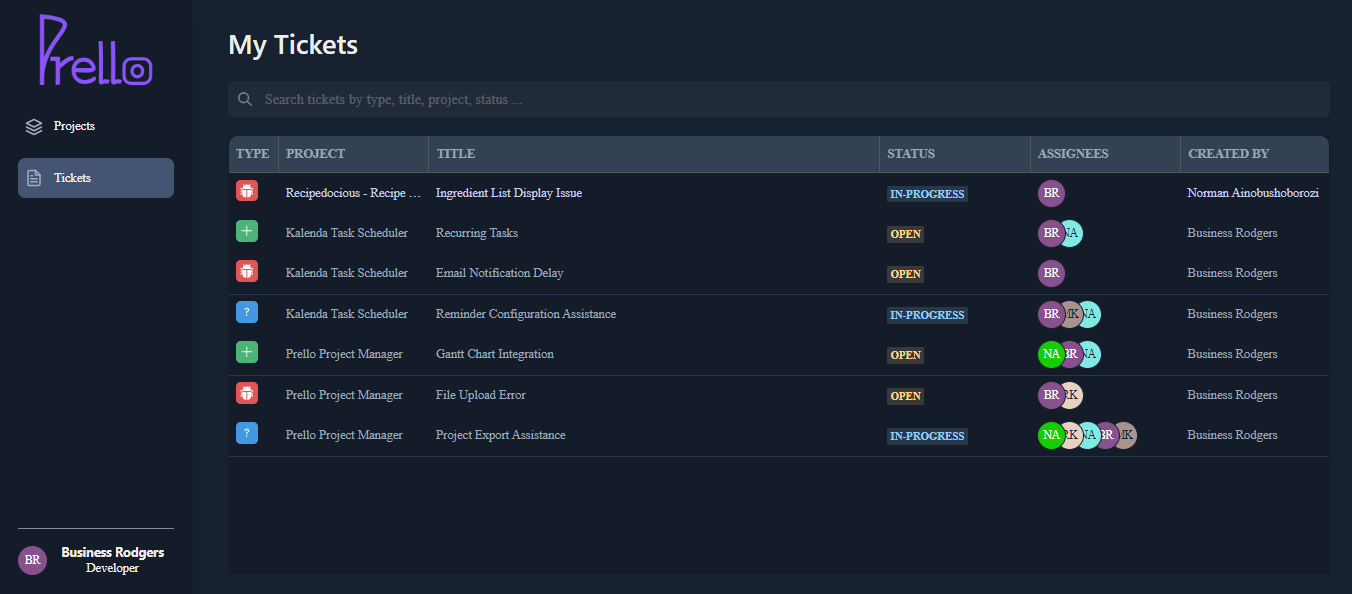 Prello
My Tickets
Search tickets by type, title, project, status ...
Projects
Tickets
TYPE PROJECT TITLE STATUS ASSIGNEES CREATED BY
Recipedocious - Recipe ... Ingredient List Display Issue IN-PROGRESS BR Norman Ainobushoborozi
+ Kalenda Task Scheduler Recurring Tasks OPEN BR NA Business Rodgers
Kalenda Task Scheduler Email Notification Delay OPEN BR Business Rodgers
? Kalenda Task Scheduler Reminder Configuration Assistance IN-PROGRESS BR NA Business Rodgers
+ Prello Project Manager Gantt Chart Integration OPEN NA BR NA Business Rodgers
Prello Project Manager File Upload Error OPEN BR RK Business Rodgers
? Prello Project Manager Project Export Assistance IN-PROGRESS NA RK NA BR Business Rodgers
BR Business Rodgers
Developer